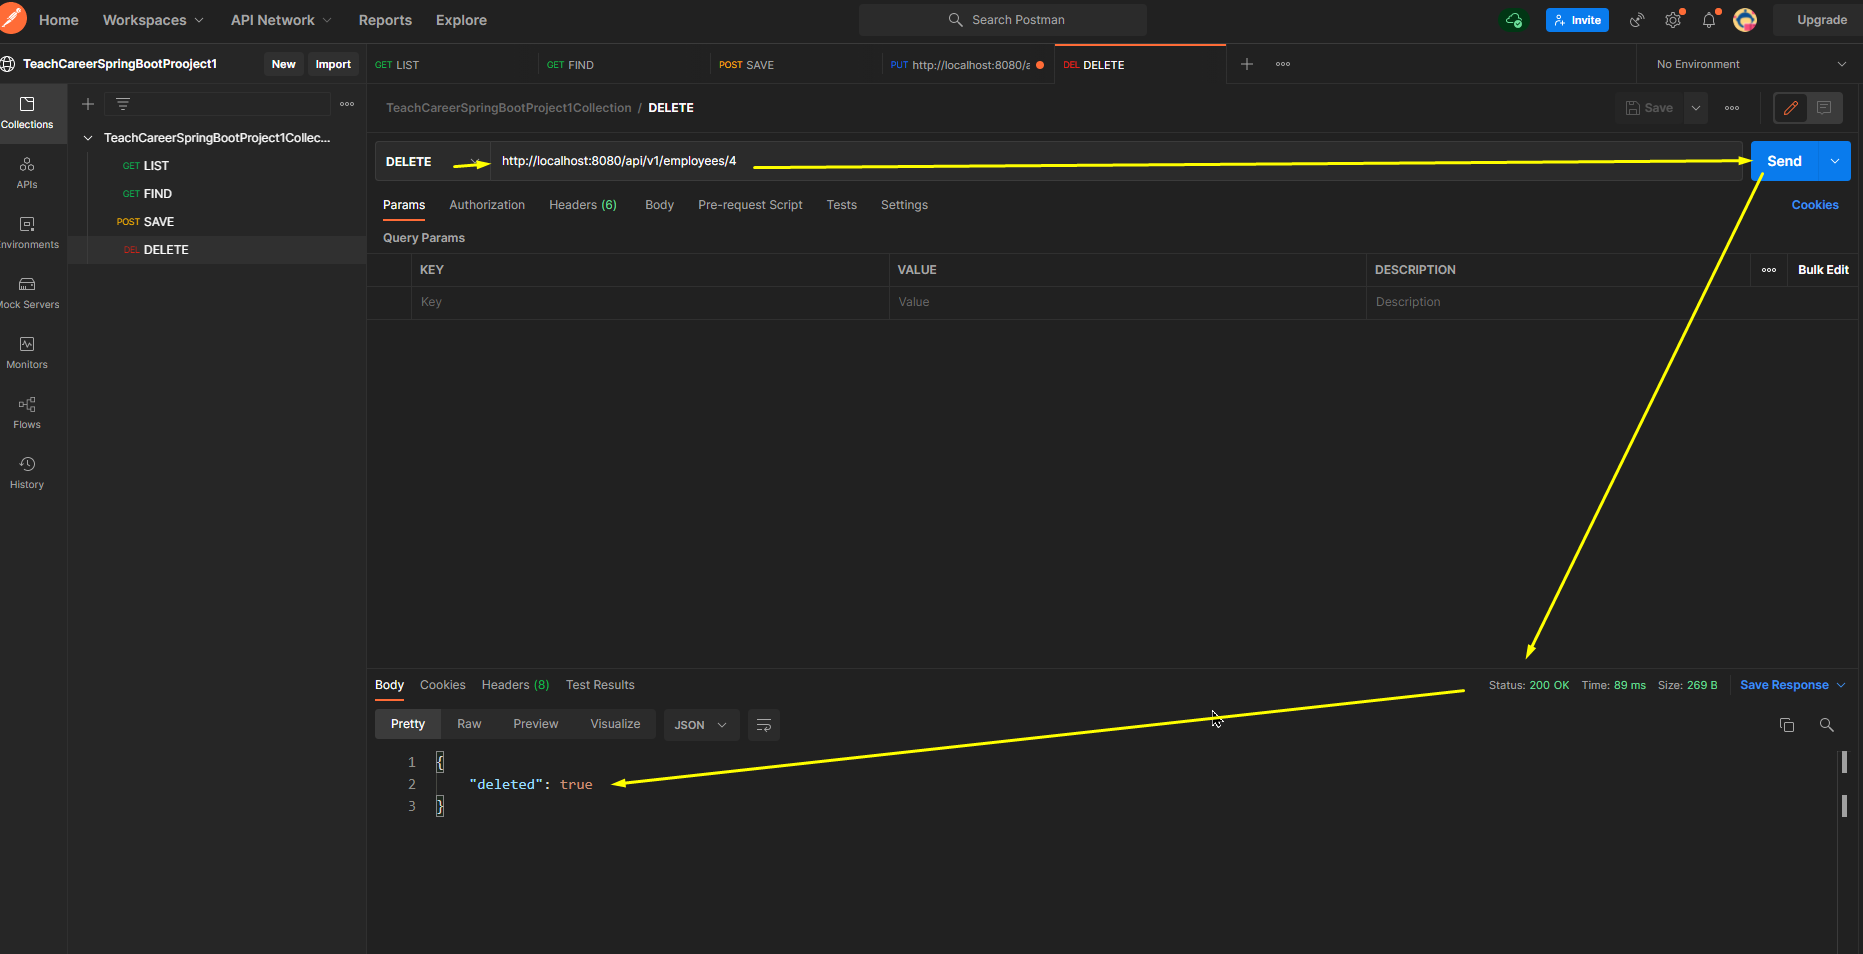 Home Workspaces API Network Reports Explore Search Postman Invite Upgrade
TeachCareerSpringBootProoject1 New Import GET LIST GET FIND POST SAVE PUT http://localhost:8080/a DEL DELETE No Environment
Collections
TeachCareerSpringBootProject1Collection / DELETE Save
TeachCareerSpringBootProject1Collec...
GET LIST
GET FIND
POST SAVE
DEL DELETE
APIs
Environments
Mock Servers
Monitors
Flows
History
DELETE http://localhost:8080/api/v1/employees/4 Send
Params Authorization Headers (6) Body Pre-request Script Tests Settings Cookies
Query Params
KEY VALUE DESCRIPTION Bulk Edit
Key Value Description
Body Cookies Headers (8) Test Results Status: 200 OK Time: 89 ms Size: 269 B Save Response
Pretty Raw Preview Visualize JSON
1 {
2 "deleted": true
3 }